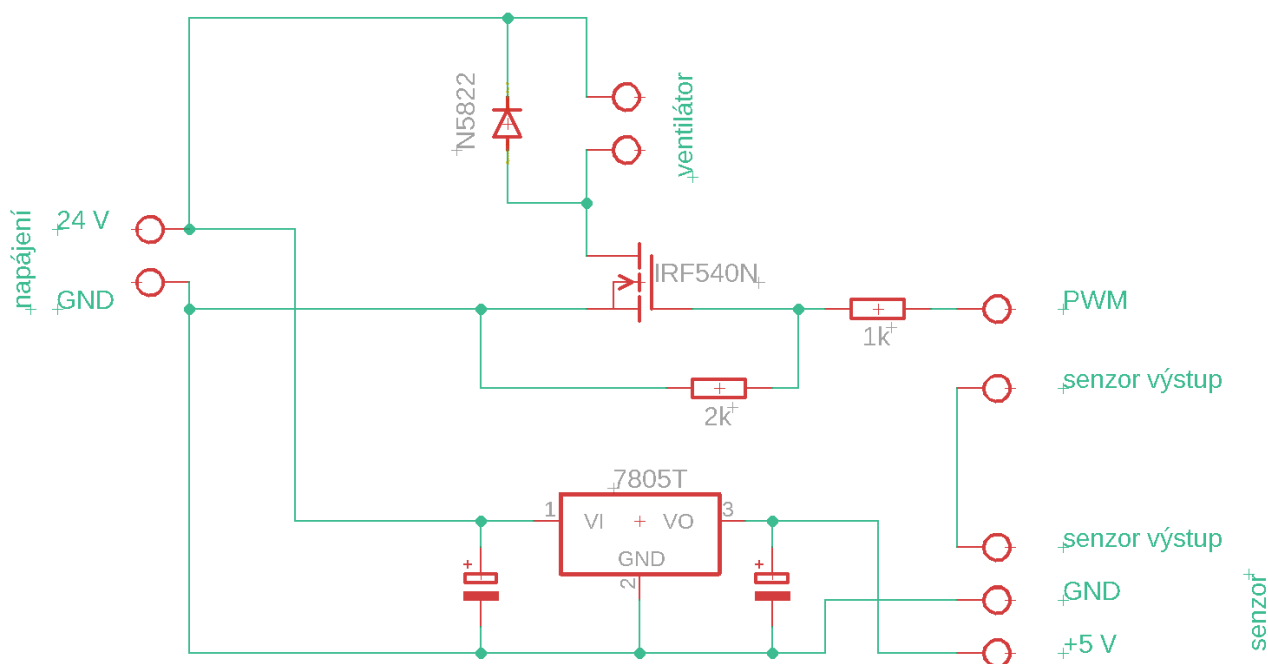 N5822
ventilátor
napájení
24 V
GND
IRF540N
PWM
1k
senzor výstup
2k
7805T
1
VI
VO
3
GND
2
+
+
senzor výstup
GND
+5 V
senzor